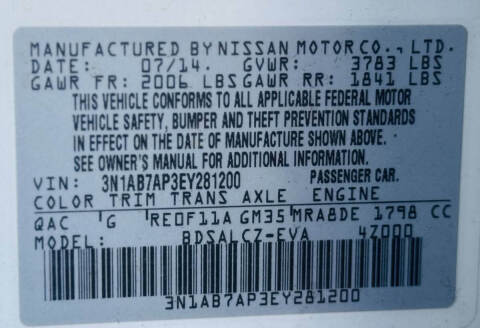 MANUFACTURED BY NISSAN MOTOR CO., LTD.
DATE: 07/14. GVWR: 3783 LBS
GAWR FR: 2006 LBS GAWR RR: 1841 LBS
THIS VEHICLE CONFORMS TO ALL APPLICABLE FEDERAL MOTOR
VEHICLE SAFETY, BUMPER AND THEFT PREVENTION STANDARDS
IN EFFECT ON THE DATE OF MANUFACTURE SHOWN ABOVE.
SEE OWNER'S MANUAL FOR ADDITIONAL INFORMATION.
VIN: 3N1AB7AP3EY281200 PASSENGER CAR.
COLOR TRIM TRANS AXLE ENGINE
QAC G RE0F11A GM35 MRA8DE 1798 CC
MODEL: BDSALCZ-EVA 4Z000
3N1AB7AP3EY281200